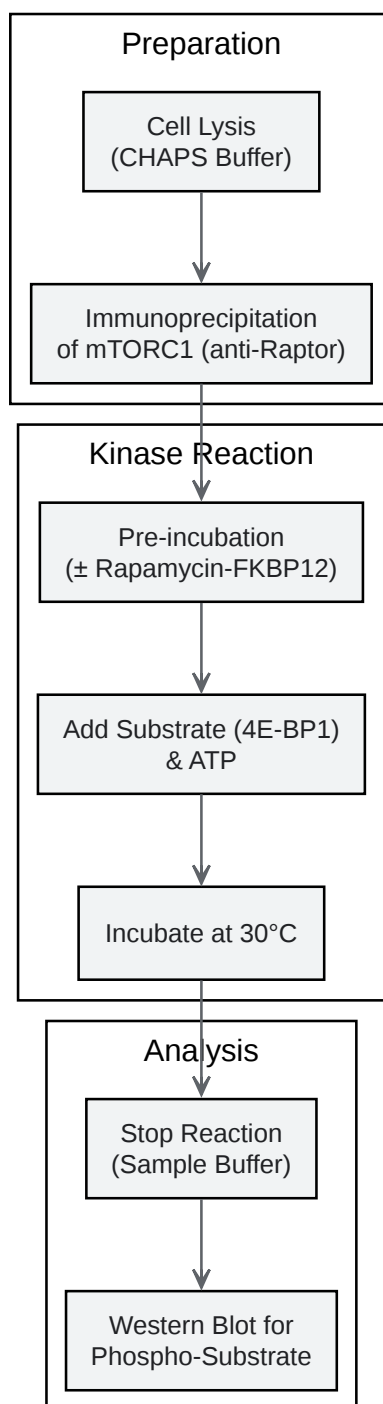 Preparation
Cell Lysis
(CHAPS Buffer)
Immunoprecipitation
of mTORC1 (anti-Raptor)
Kinase Reaction
Pre-incubation
(± Rapamycin-FKBP12)
Add Substrate (4E-BP1)
& ATP
Incubate at 30°C
Analysis
Stop Reaction
(Sample Buffer)
Western Blot for
Phospho-Substrate